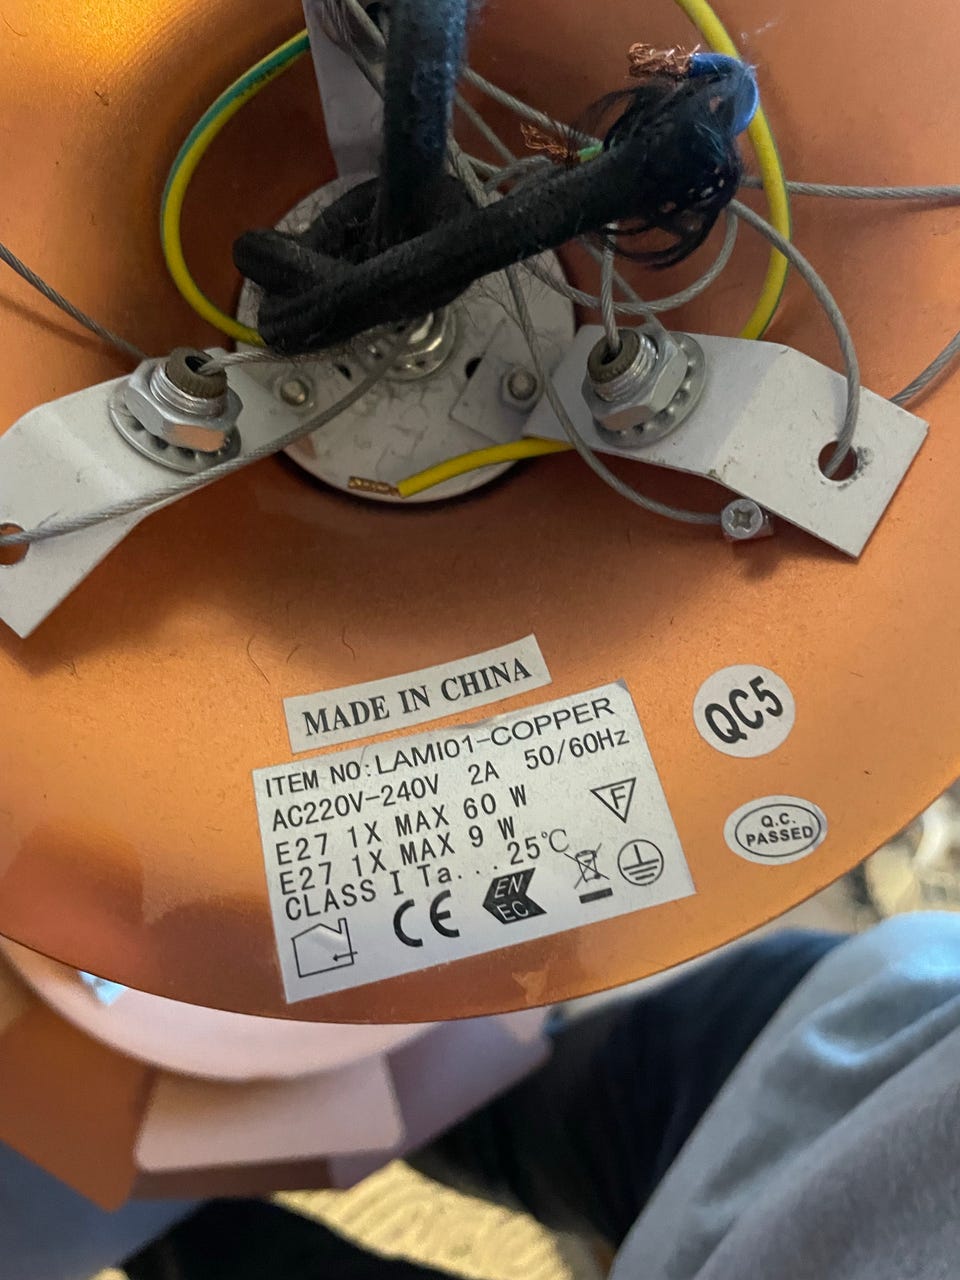 MADE IN CHINA
ITEM NO:LAMI01-COPPER
AC220V-240V 2A 50/60Hz
E27 1X MAX 60 W
E27 1X MAX 9 W
CLASS I Ta...25℃
F
CE
EN
EC
QC5
Q.C.
PASSED